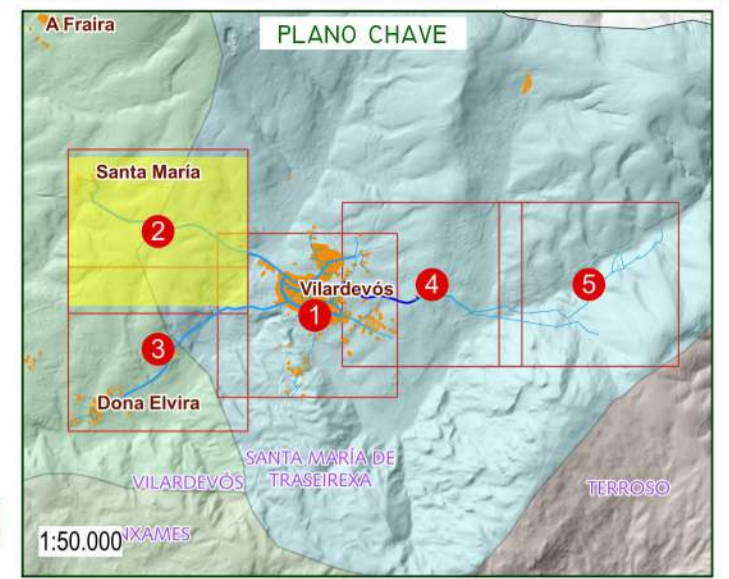 A Fraira
PLANO CHAVE
Santa María
2
Vilardevós
4
5
1
3
Dona Elvira
SANTA MARÍA DE
TRASEIREXA
VILARDEVÓS
TERROSO
1:50.000